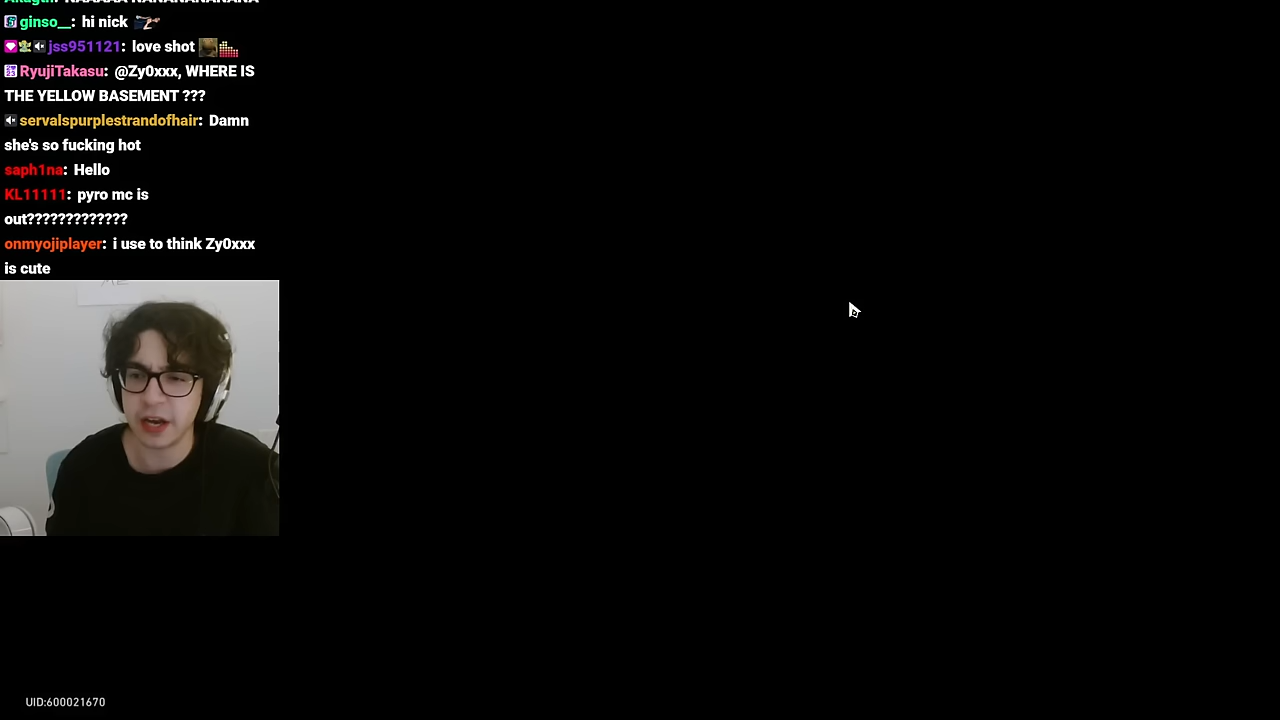 ginso__: hi nick
jss951121: love shot
RyujiTakasu: @Zy0xxx, WHERE IS
THE YELLOW BASEMENT ???
servalspurplestrandofhair: Damn
she's so fucking hot
saph1na: Hello
KL11111: pyro mc is
out?????????????
onmyojiplayer: i use to think Zy0xxx
is cute
ME
UID:600021670